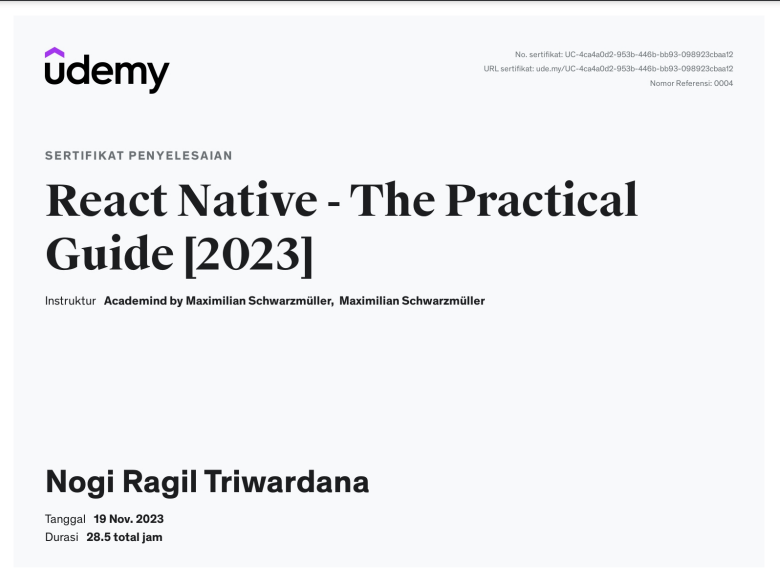 udemy
No. sertifikat: UC-4ca4a0d2-953b-446b-bb93-098923cbaa12
URL sertifikat: ude.my/UC-4ca4a0d2-953b-446b-bb93-098923cbaa12
Nomor Referensi: 0004
SERTIFIKAT PENYELESAIAN
React Native - The Practical
Guide [2023]
Instruktur Academind by Maximilian Schwarzmüller, Maximilian Schwarzmüller
Nogi Ragil Triwardana
Tanggal 19 Nov. 2023
Durasi 28.5 total jam